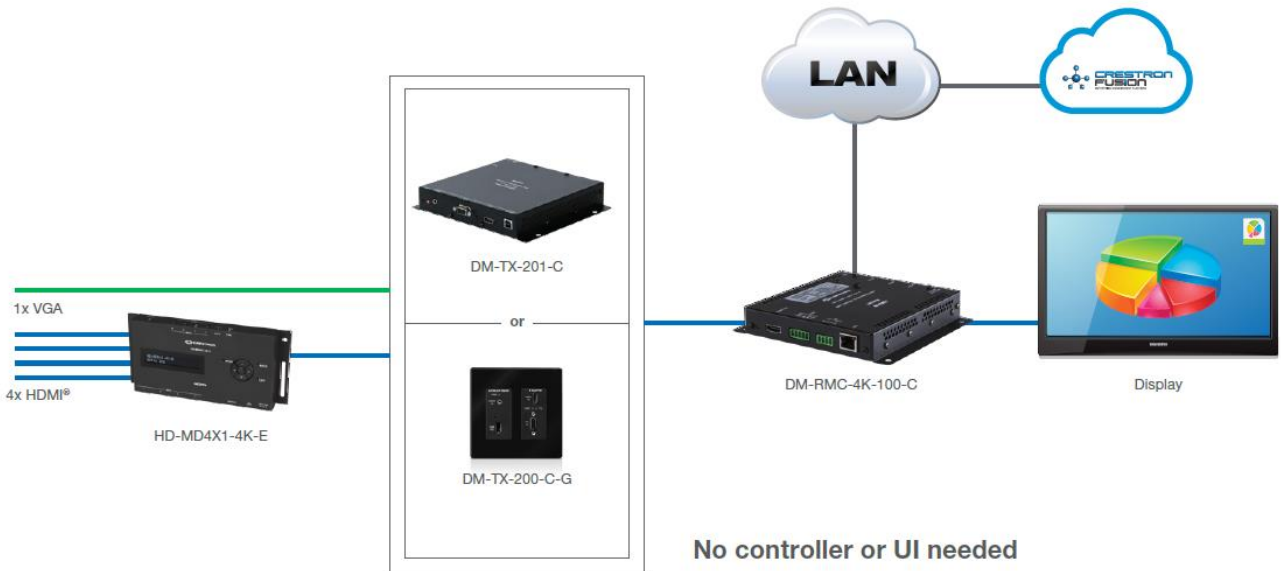 LAN
CRESTRON
FUSION
DM-TX-201-C
1x VGA
or
DM-RMC-4K-100-C
Display
4x HDMI®
HD-MD4X1-4K-E
DM-TX-200-C-G
No controller or UI needed